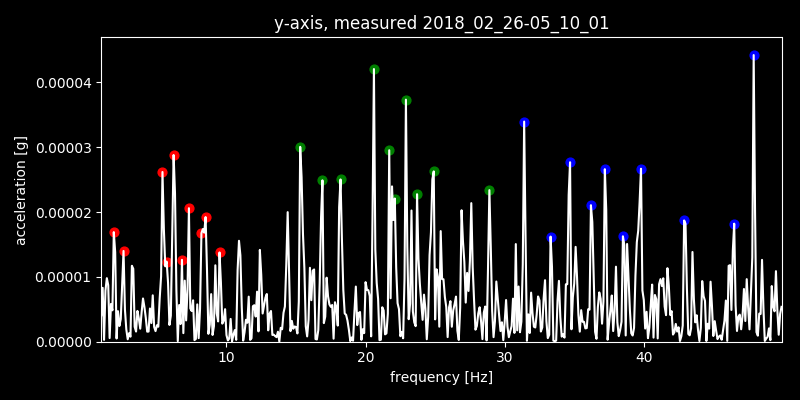 y-axis, measured 2018_02_26-05_10_01
acceleration [g]
0.00004
0.00003
0.00002
0.00001
0.00000
10 20 30 40
frequency [Hz]